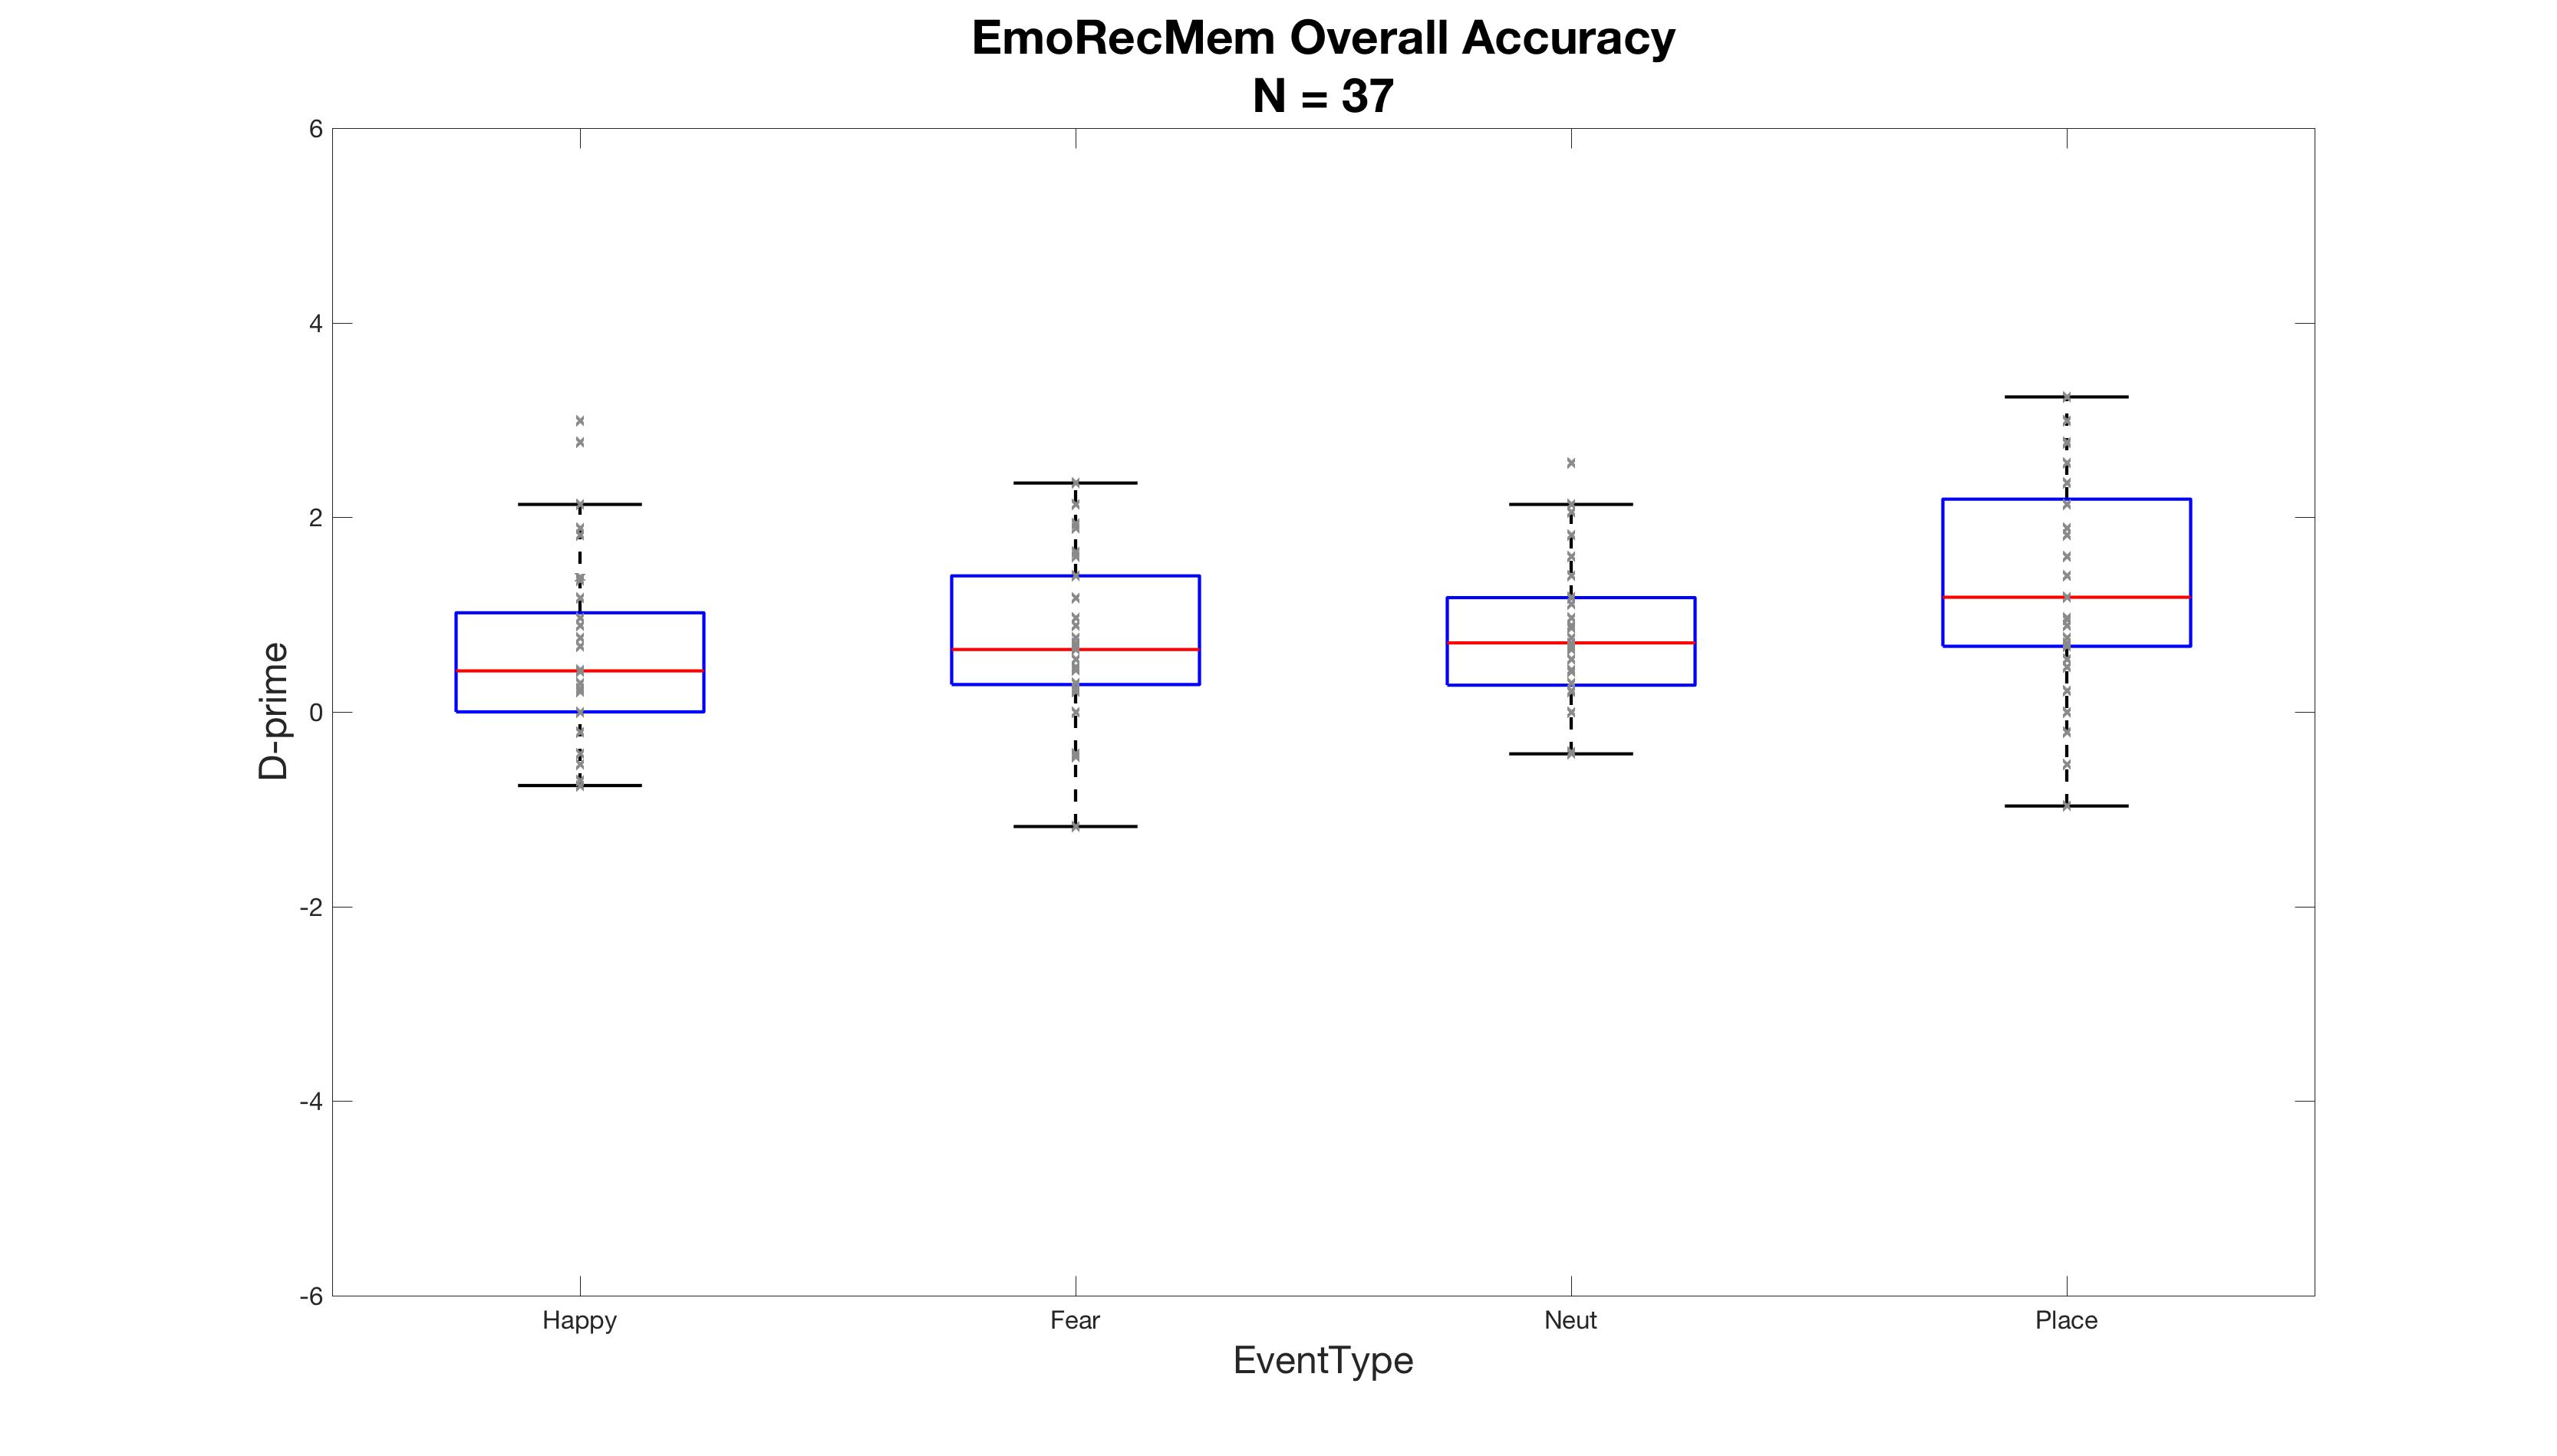 EmoRecMem Overall Accuracy
N = 37
6
4
2
0
-2
-4
-6
D-prime
Happy
Fear
Neut
Place
EventType